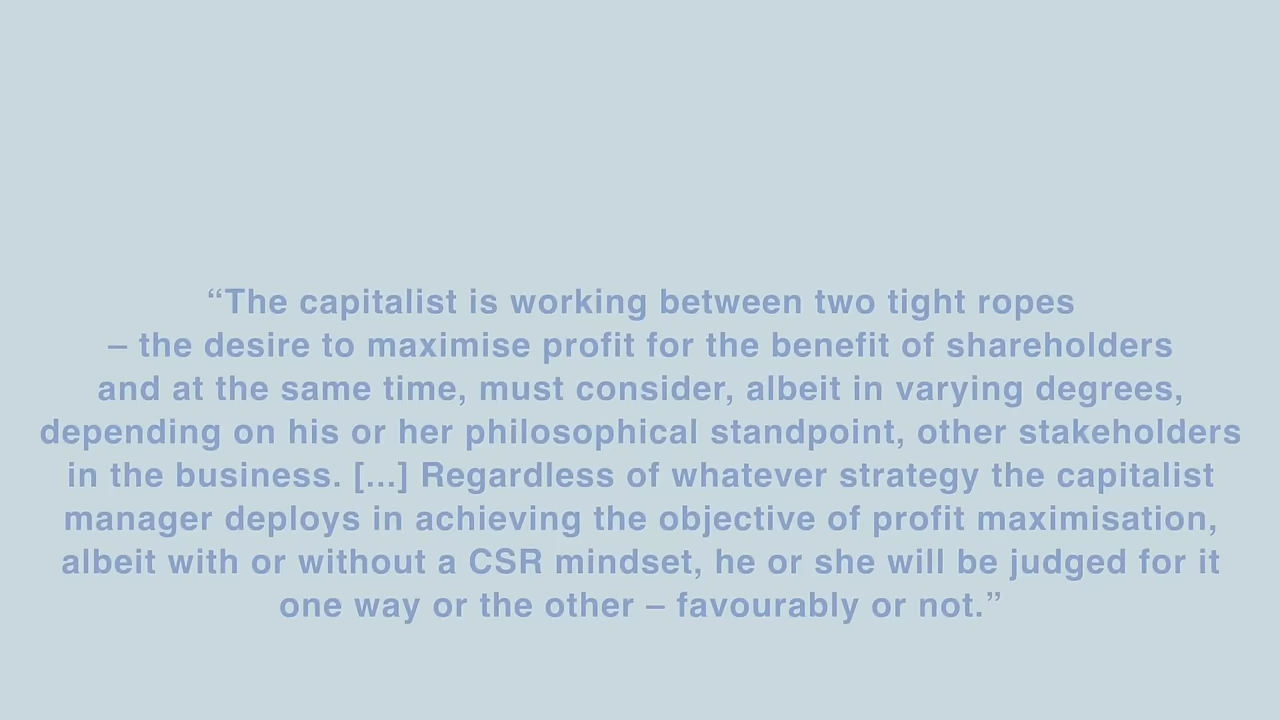 “The capitalist is working between two tight ropes
– the desire to maximise profit for the benefit of shareholders
and at the same time, must consider, albeit in varying degrees,
depending on his or her philosophical standpoint, other stakeholders
in the business. [...] Regardless of whatever strategy the capitalist
manager deploys in achieving the objective of profit maximisation,
albeit with or without a CSR mindset, he or she will be judged for it
one way or the other – favourably or not.”